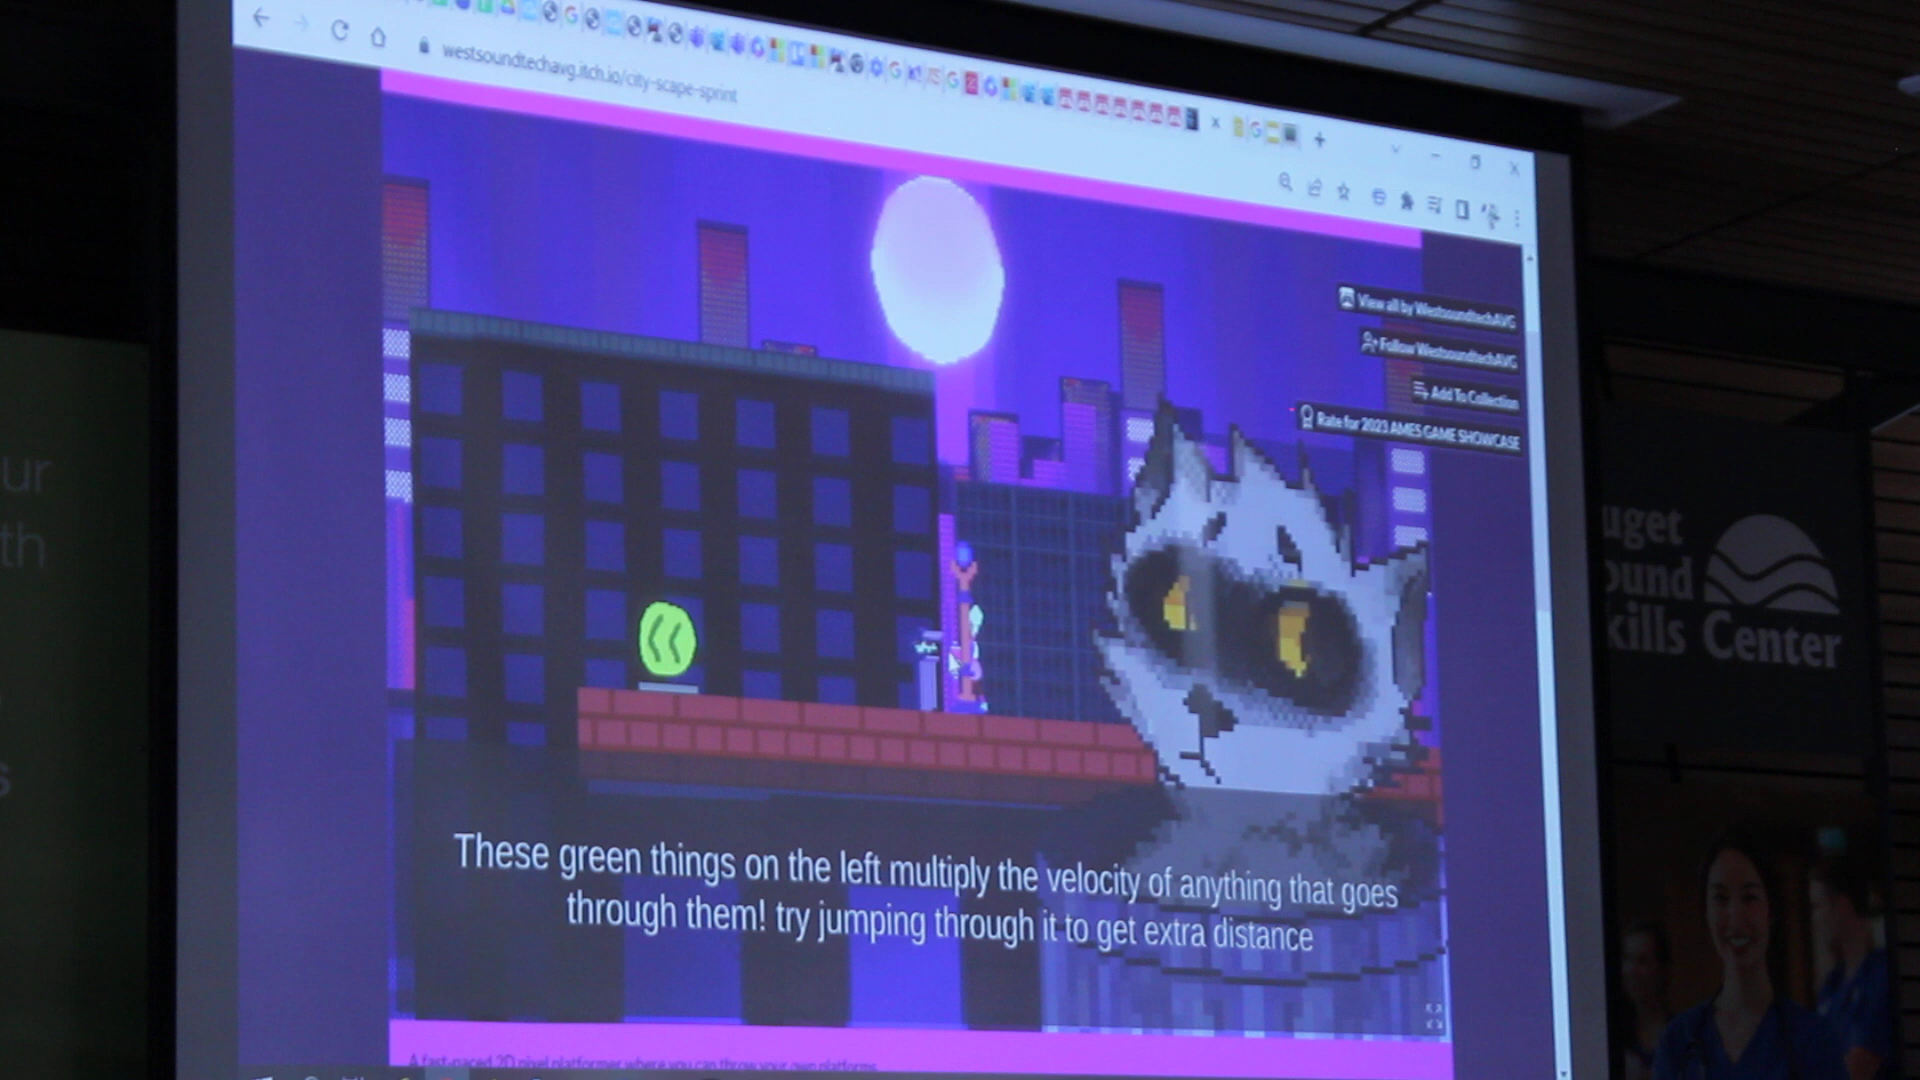 westsoundtechavg.itch.io/city-scape-sprint
View all by WestsoundtechAVG
Follow WestsoundtechAVG
Add To Collection
Rate for 2023 AMES GAME SHOWCASE
These green things on the left multiply the velocity of anything that goes
through them! try jumping through it to get extra distance
A fast-paced 2D pixel platformer where you can throw your own platforms
ur
th
s
uget
ound
kills Center